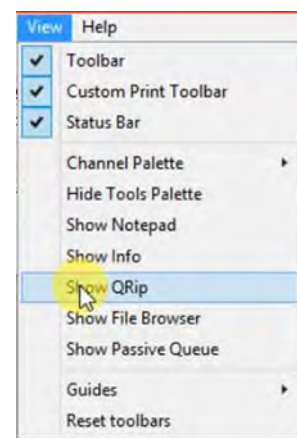 View Help
Toolbar
Custom Print Toolbar
Status Bar
Channel Palette
Hide Tools Palette
Show Notepad
Show Info
Show QRip
Show File Browser
Show Passive Queue
Guides
Reset toolbars